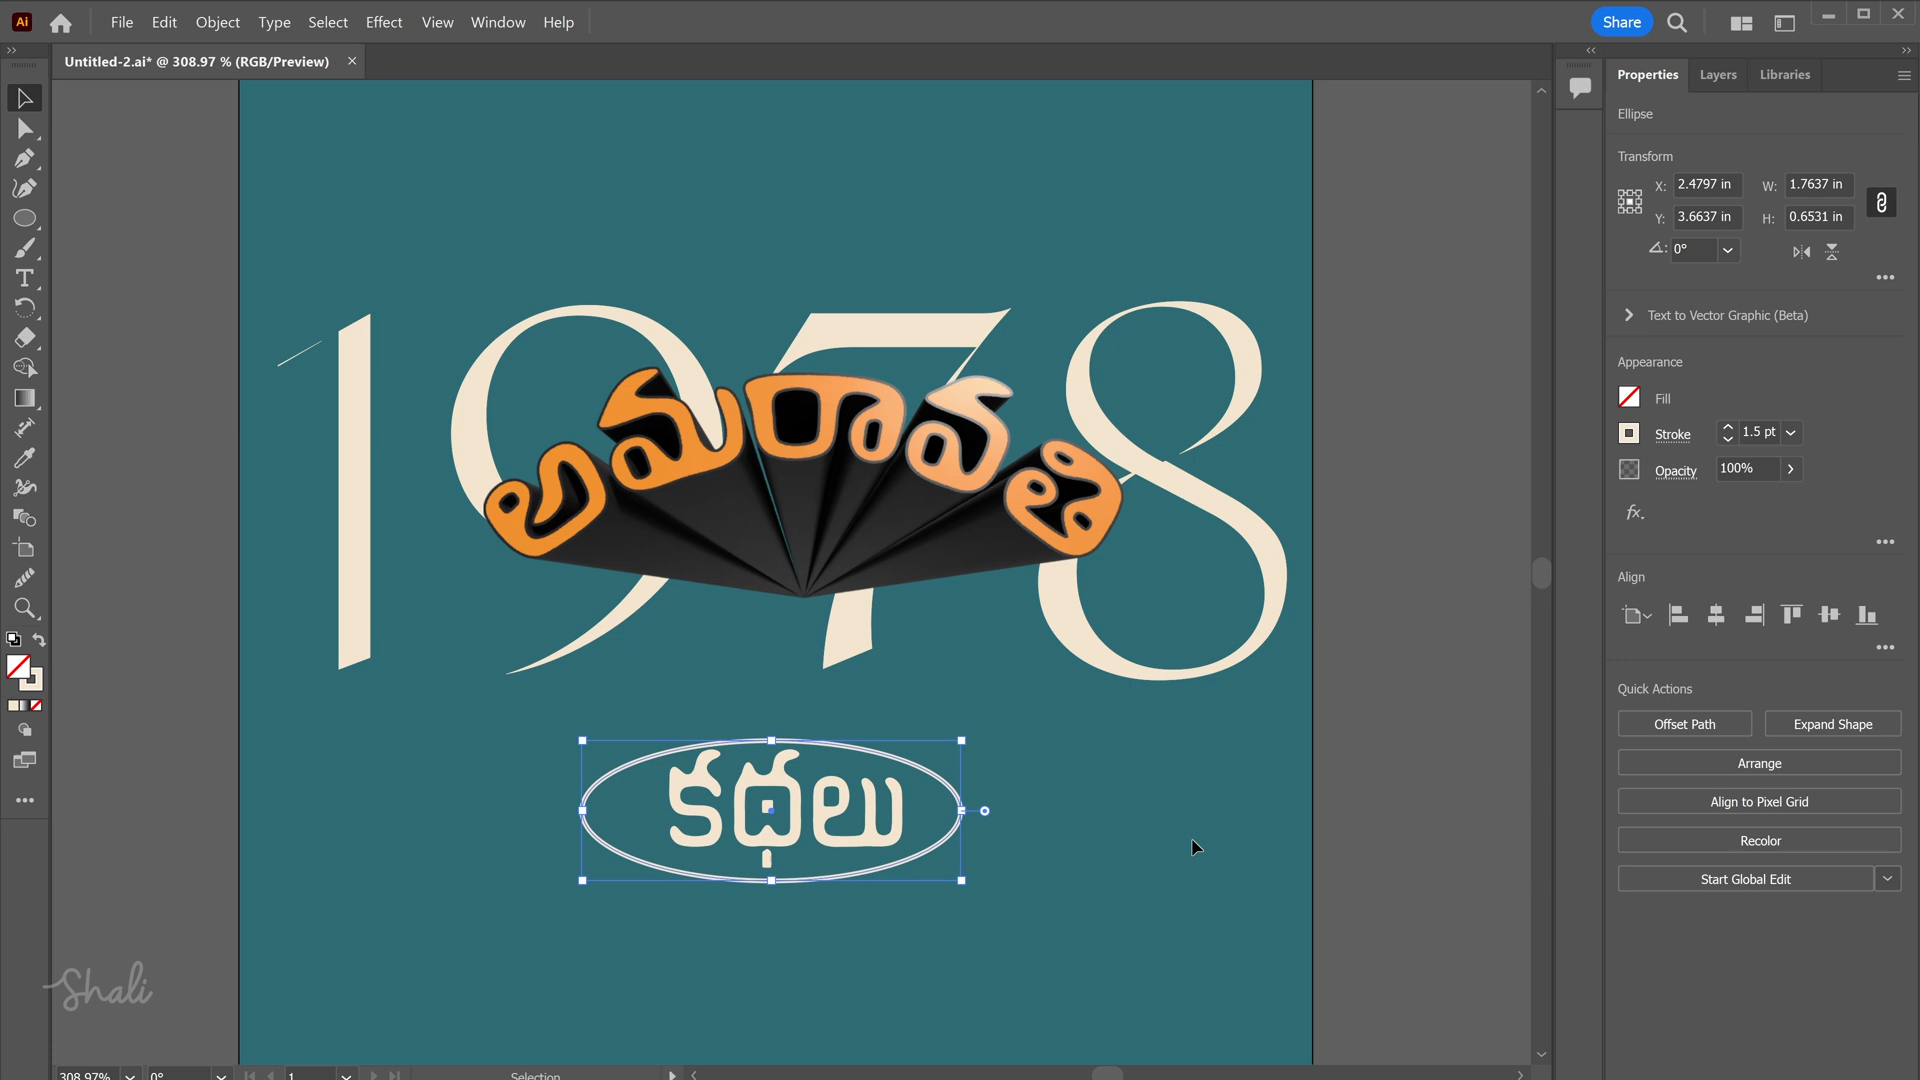 Ai File Edit Object Type Select Effect View Window Help Share
Untitled-2.ai* @ 308.97 % (RGB/Preview) ×
Properties Layers Libraries
Ellipse
Transform
X: 2.4797 in W: 1.7637 in
Y: 3.6637 in H: 0.6531 in
0°
Text to Vector Graphic (Beta)
Appearance
Fill
Stroke 1.5 pt
Opacity 100%
fx.
Align
Quick Actions
Offset Path Expand Shape
Arrange
Align to Pixel Grid
Recolor
Start Global Edit
1978
అమరావతి
కథలు
Shali
308.97% 0° 1 Selection